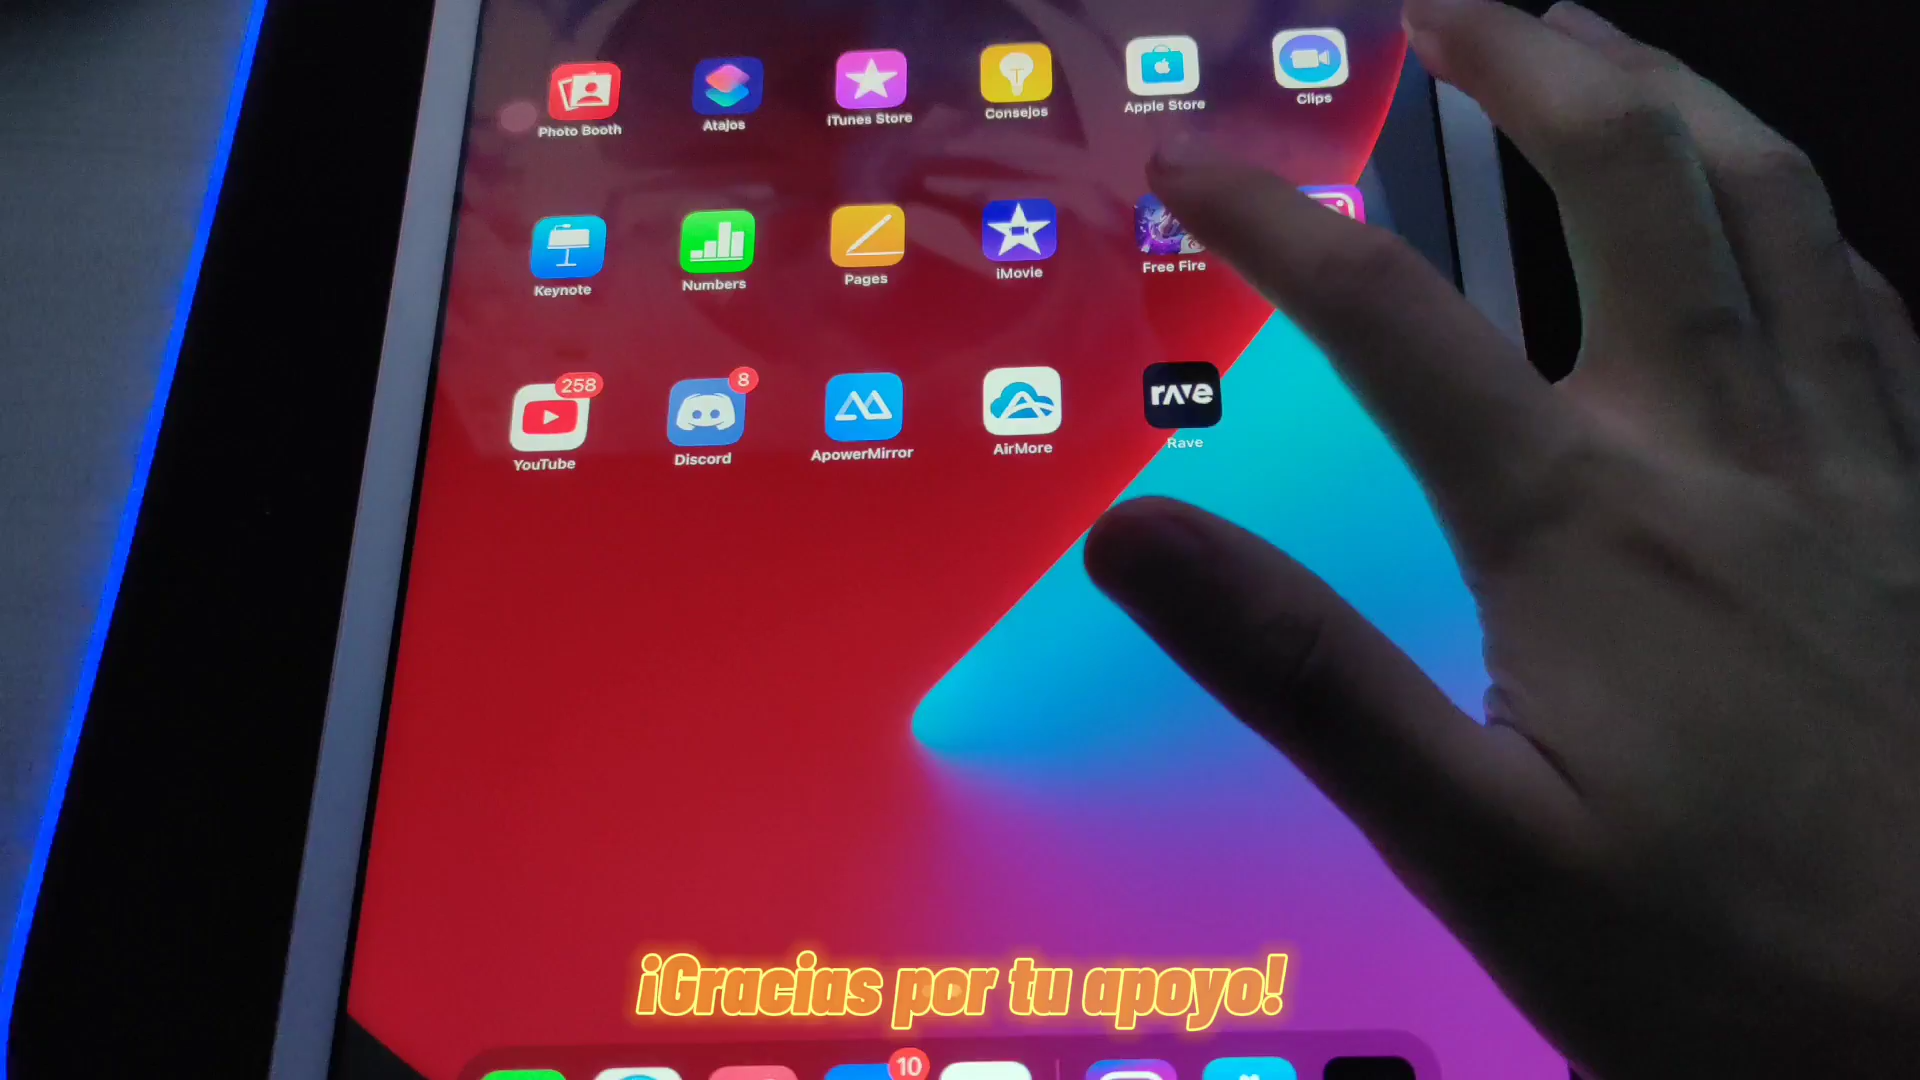 Photo Booth
Atajos
iTunes Store
Consejos
Apple Store
Clips
Keynote
Numbers
Pages
iMovie
Free Fire
258
8
YouTube
Discord
ApowerMirror
AirMore
rave
Rave
¡Gracias por tu apoyo!
10